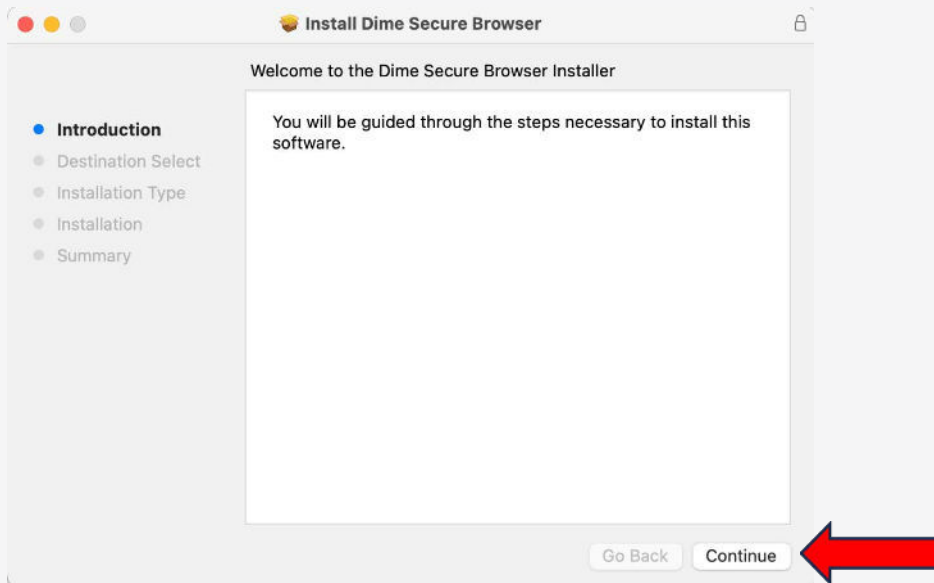 Install Dime Secure Browser
Welcome to the Dime Secure Browser Installer
Introduction
Destination Select
Installation Type
Installation
Summary
You will be guided through the steps necessary to install this
software.
Go Back
Continue